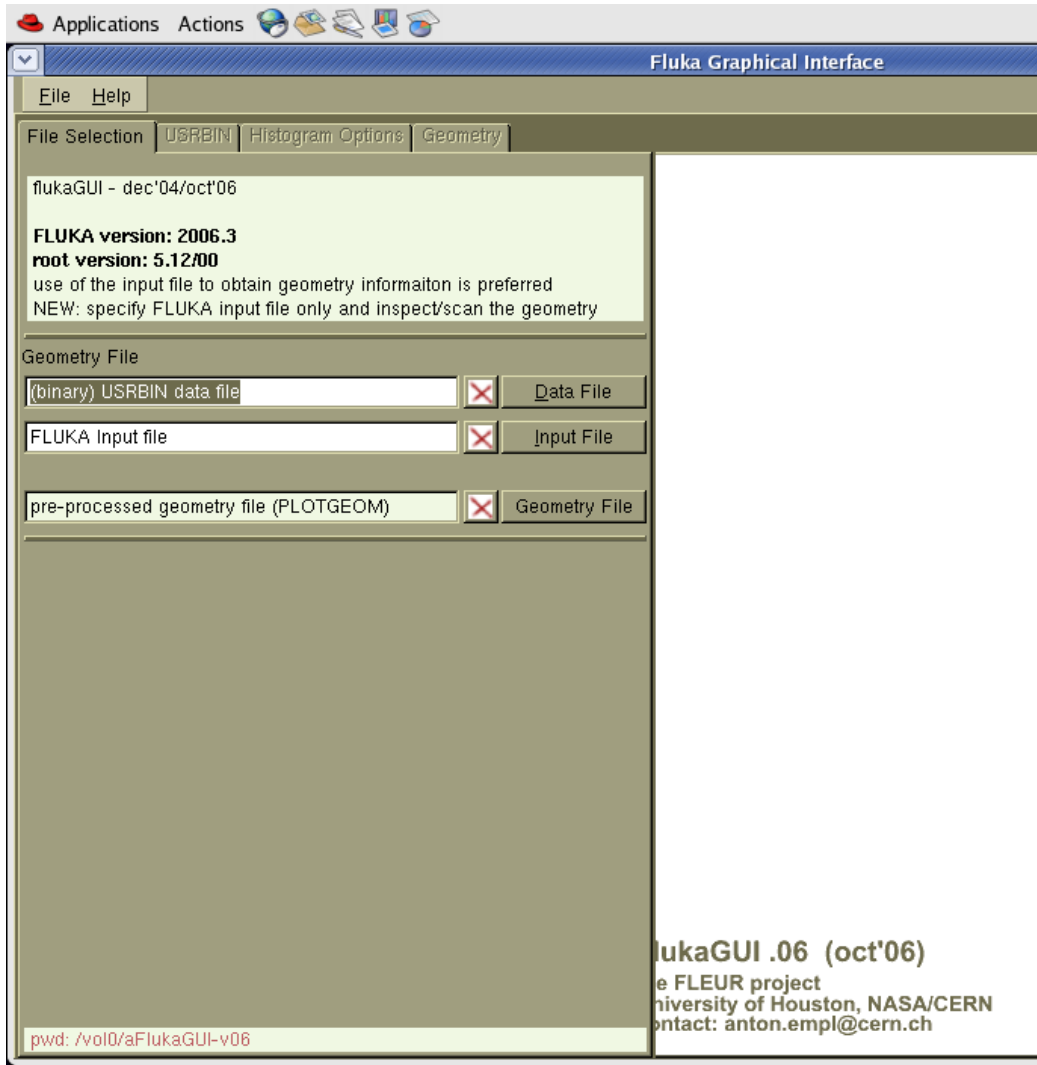 Applications Actions
Fluka Graphical Interface
File Help
File Selection USRBIN Histogram Options Geometry
flukaGUI - dec'04/oct'06
FLUKA version: 2006.3
root version: 5.12/00
use of the input file to obtain geometry informaiton is preferred
NEW: specify FLUKA input file only and inspect/scan the geometry
Geometry File
(binary) USRBIN data file Data File
FLUKA Input file Input File
pre-processed geometry file (PLOTGEOM) Geometry File
lukaGUI .06 (oct'06)
e FLEUR project
niversity of Houston, NASA/CERN
ontact: anton.empl@cern.ch
pwd: /vol0/aFlukaGUI-v06